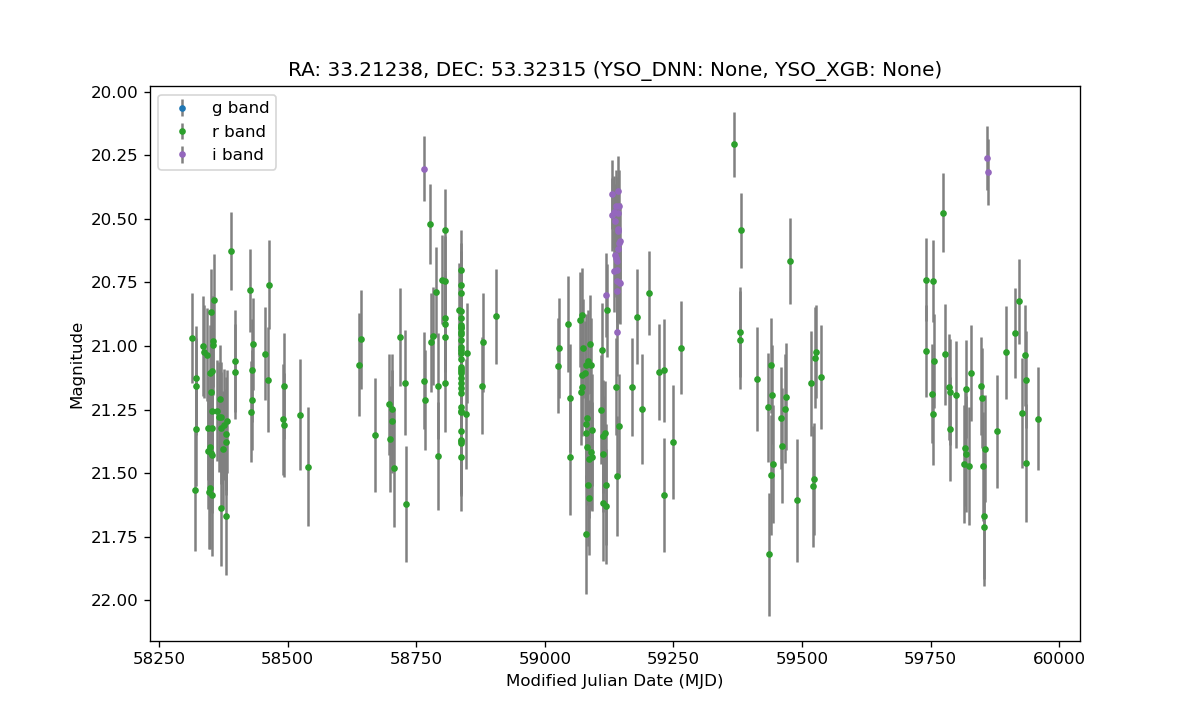 RA: 33.21238, DEC: 53.32315 (YSO_DNN: None, YSO_XGB: None)
g band
r band
i band
20.00
20.25
20.50
20.75
21.00
21.25
21.50
21.75
22.00
Magnitude
58250 58500 58750 59000 59250 59500 59750 60000
Modified Julian Date (MJD)